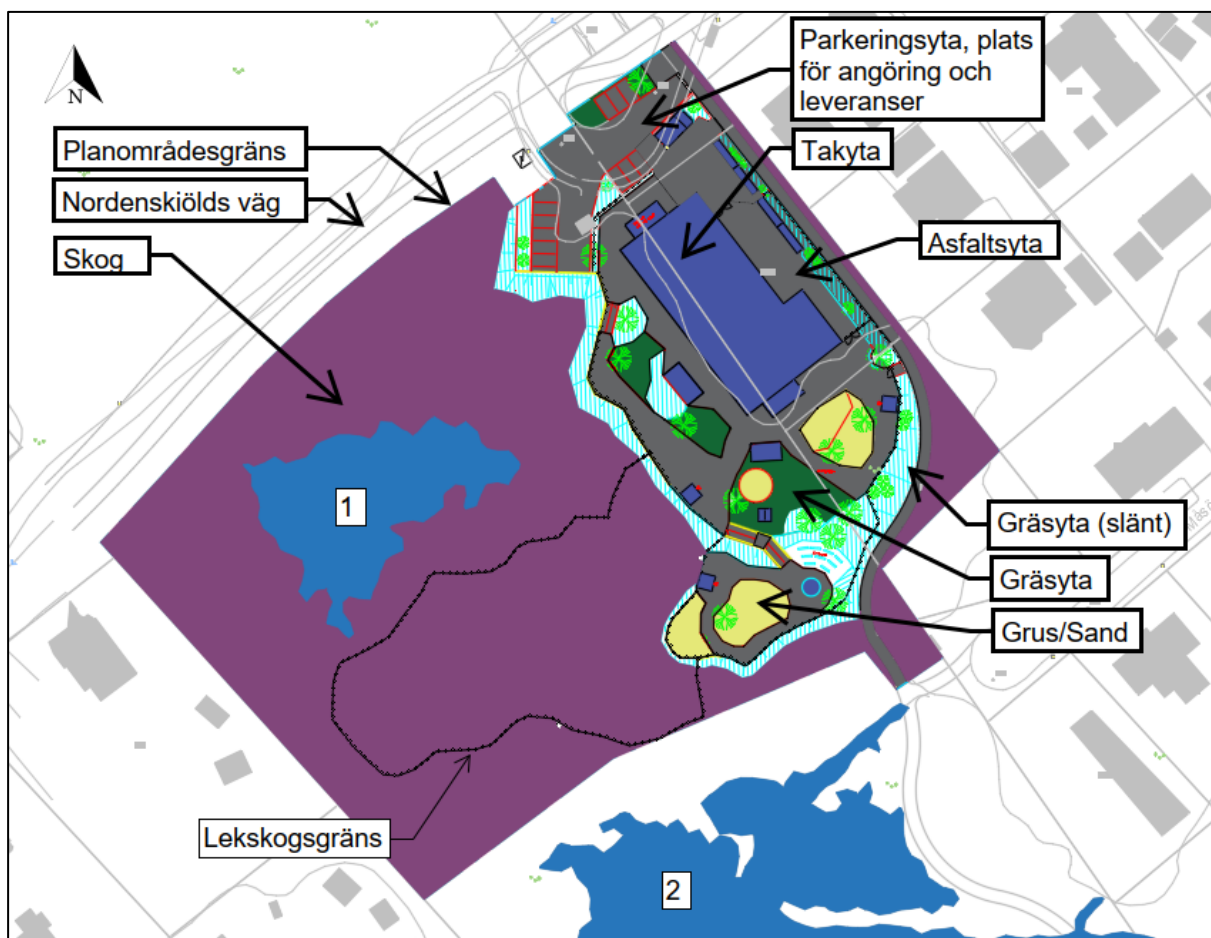 Parkeringsyta, plats
för angöring och
leveranser
N
Planområdesgräns
Takyta
Nordenskiölds väg
Skog
Asfaltsyta
1
Gräsyta (slänt)
Gräsyta
Grus/Sand
Lekskogsgräns
2